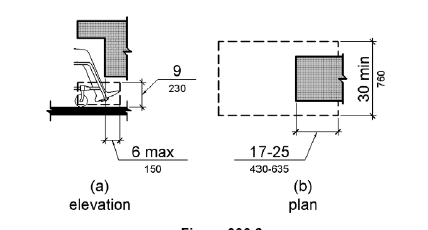 9
230
6 max
150
(a)
elevation
17-25
430-635
30 min
760
(b)
plan